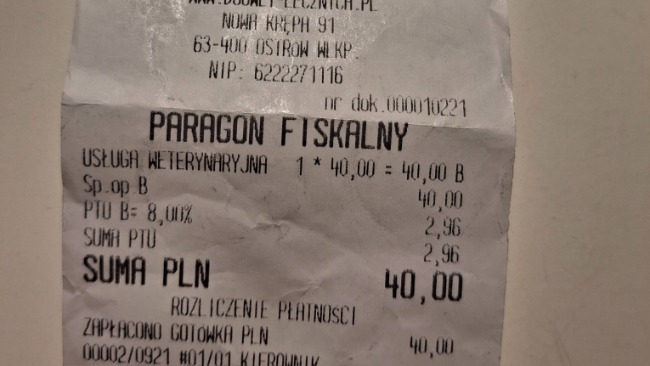 NOWA KRĘPA 91
63-400 OSTRÓW WLKP.
NIP: 6222271116
nr dok.000010221
PARAGON FISKALNY
USŁUGA WETERYNARYJNA 1 * 40,00 = 40,00 B
Sp.op B 40,00
PTU B= 8,00% 2,96
SUMA PTU 2,96
SUMA PLN 40,00
ROZLICZENIE PŁATNOŚCI
ZAPŁACONO GOTÓWKA PLN 40,00
00002/0921 #01/01 KIEROWNIK